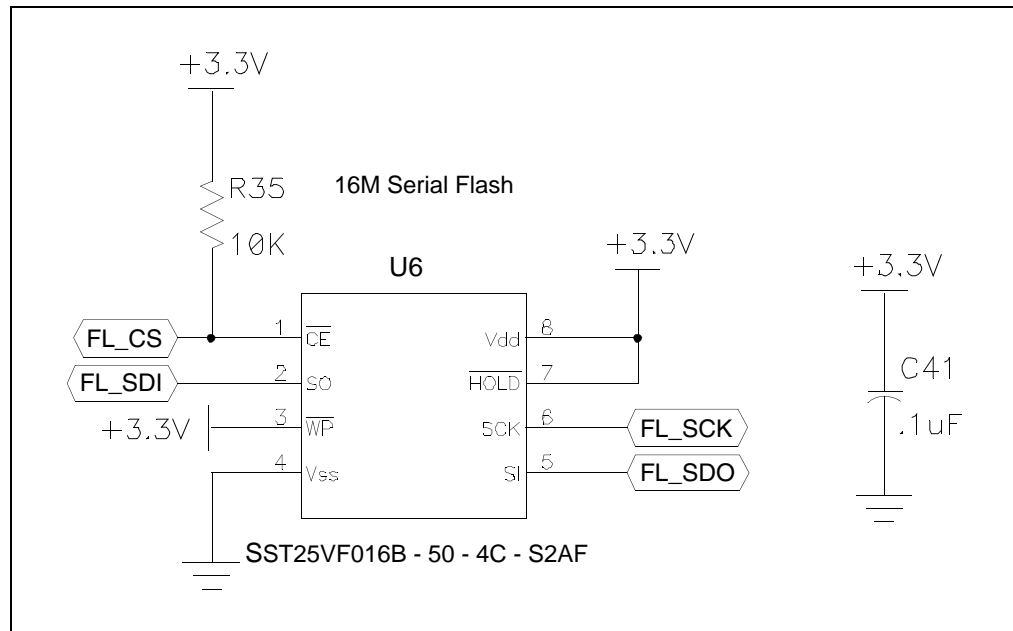 +3.3V
R35
10K
16M Serial Flash
U6
+3.3V
+3.3V
FL_CS
1
CE
Vdd
8
FL_SDI
2
SO
HOLD
7
+3.3V
3
WP
SCK
6
FL_SCK
4
Vss
SI
5
FL_SDO
C41
.1uF
SST25VF016B - 50 - 4C - S2AF